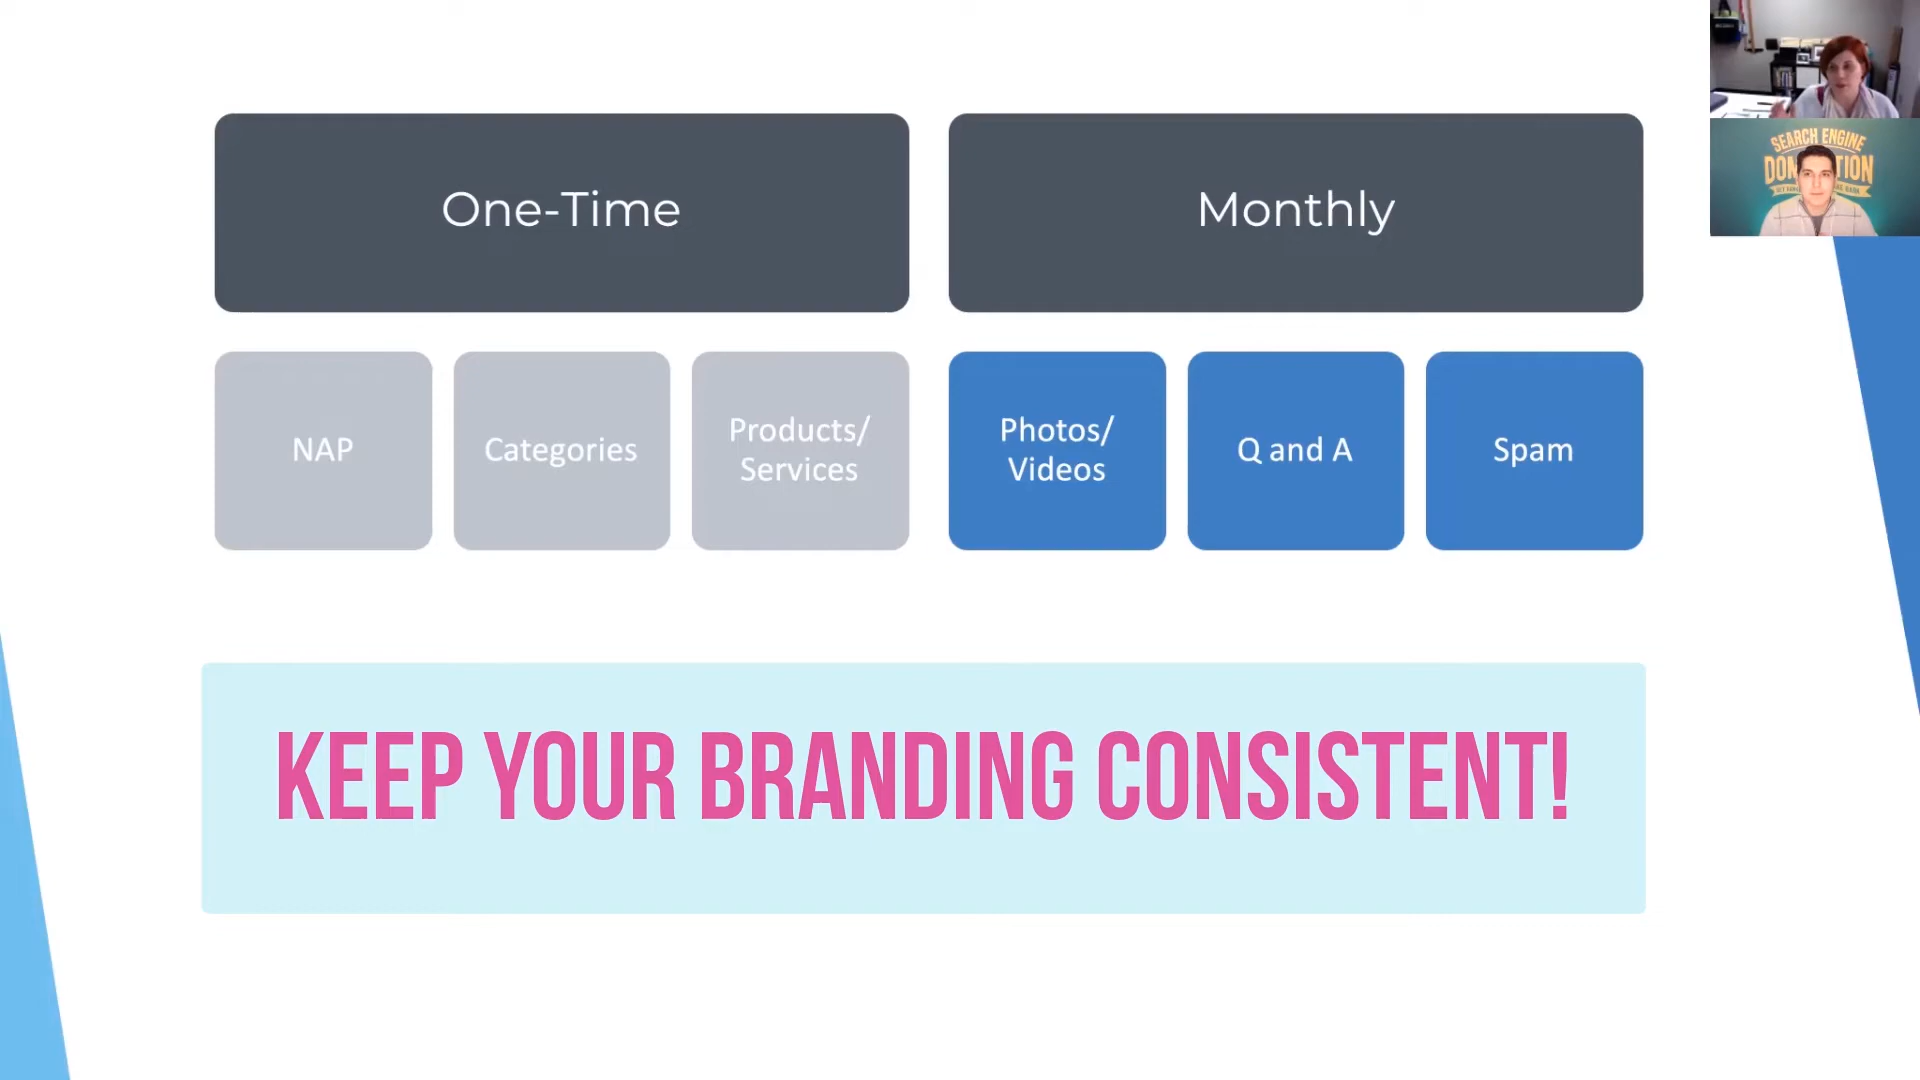 One-Time
Monthly
NAP
Categories
Products/
Services
Photos/
Videos
Q and A
Spam
KEEP YOUR BRANDING CONSISTENT!
SEARCH ENGINE